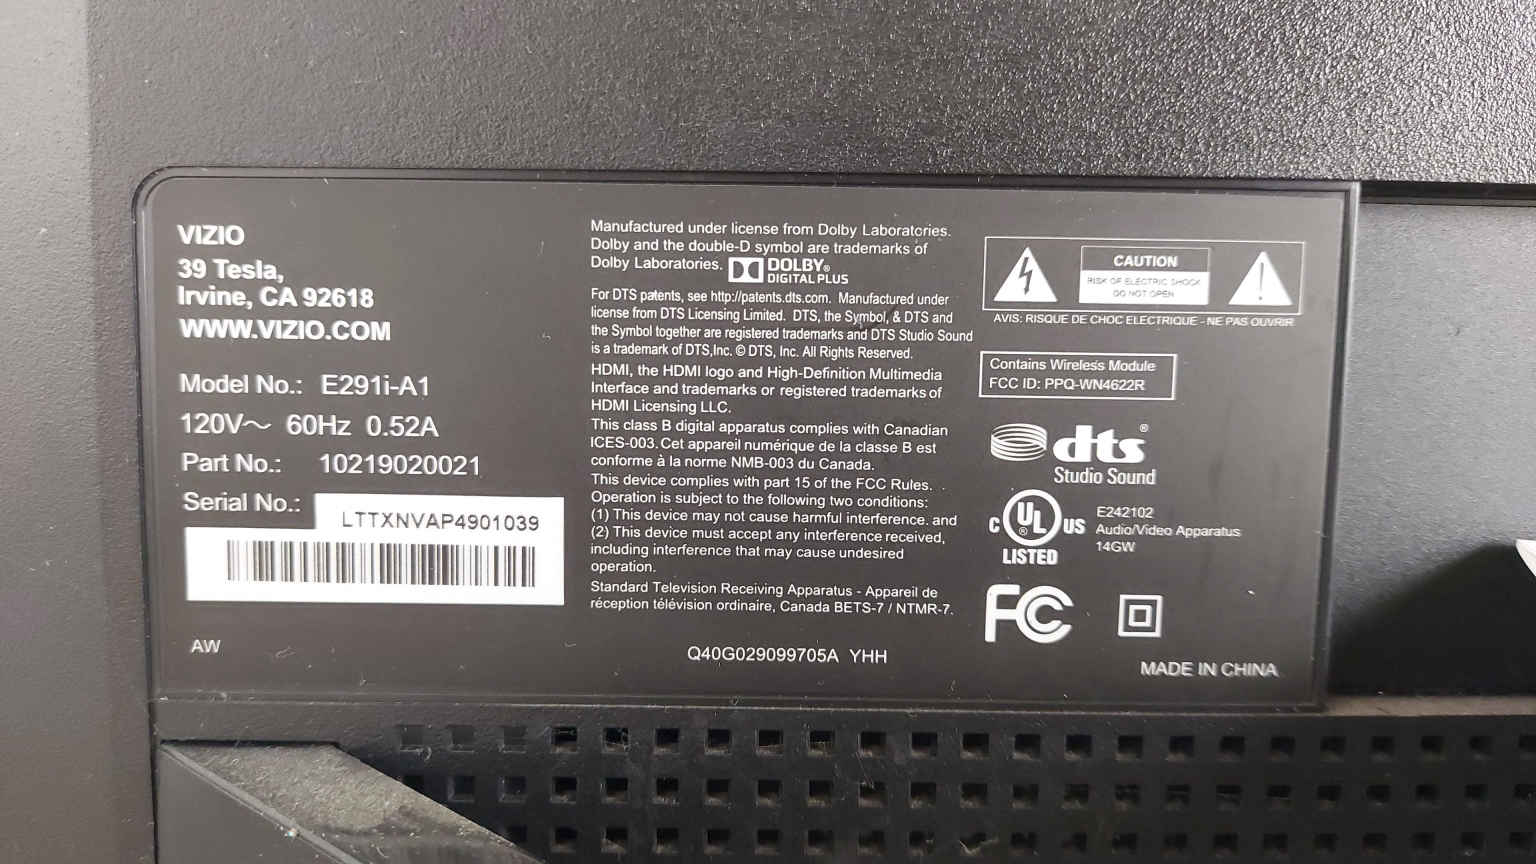 VIZIO
39 Tesla,
Irvine, CA 92618
WWW.VIZIO.COM
Model No.: E291i-A1
120V～ 60Hz 0.52A
Part No.: 10219020021
Serial No.:
LTTXNVAP4901039
AW
Manufactured under license from Dolby Laboratories.
Dolby and the double-D symbol are trademarks of
Dolby Laboratories. DOLBY®
DIGITAL PLUS
For DTS patents, see http://patents.dts.com. Manufactured under
license from DTS Licensing Limited. DTS, the Symbol, & DTS and
the Symbol together are registered trademarks and DTS Studio Sound
is a trademark of DTS,Inc. © DTS, Inc. All Rights Reserved.
HDMI, the HDMI logo and High-Definition Multimedia
Interface and trademarks or registered trademarks of
HDMI Licensing LLC.
This class B digital apparatus complies with Canadian
ICES-003. Cet appareil numérique de la classe B est
conforme à la norme NMB-003 du Canada.
This device complies with part 15 of the FCC Rules.
Operation is subject to the following two conditions:
(1) This device may not cause harmful interference. and
(2) This device must accept any interference received,
including interference that may cause undesired
operation.
Standard Television Receiving Apparatus - Appareil de
réception télévision ordinaire, Canada BETS-7 / NTMR-7.
Q40G029099705A YHH
CAUTION
RISK OF ELECTRIC SHOCK
DO NOT OPEN
AVIS: RISQUE DE CHOC ELECTRIQUE - NE PAS OUVRIR
Contains Wireless Module
FCC ID: PPQ-WN4622R
dts®
Studio Sound
C UL® US
LISTED
E242102
Audio/Video Apparatus
14GW
FC
MADE IN CHINA